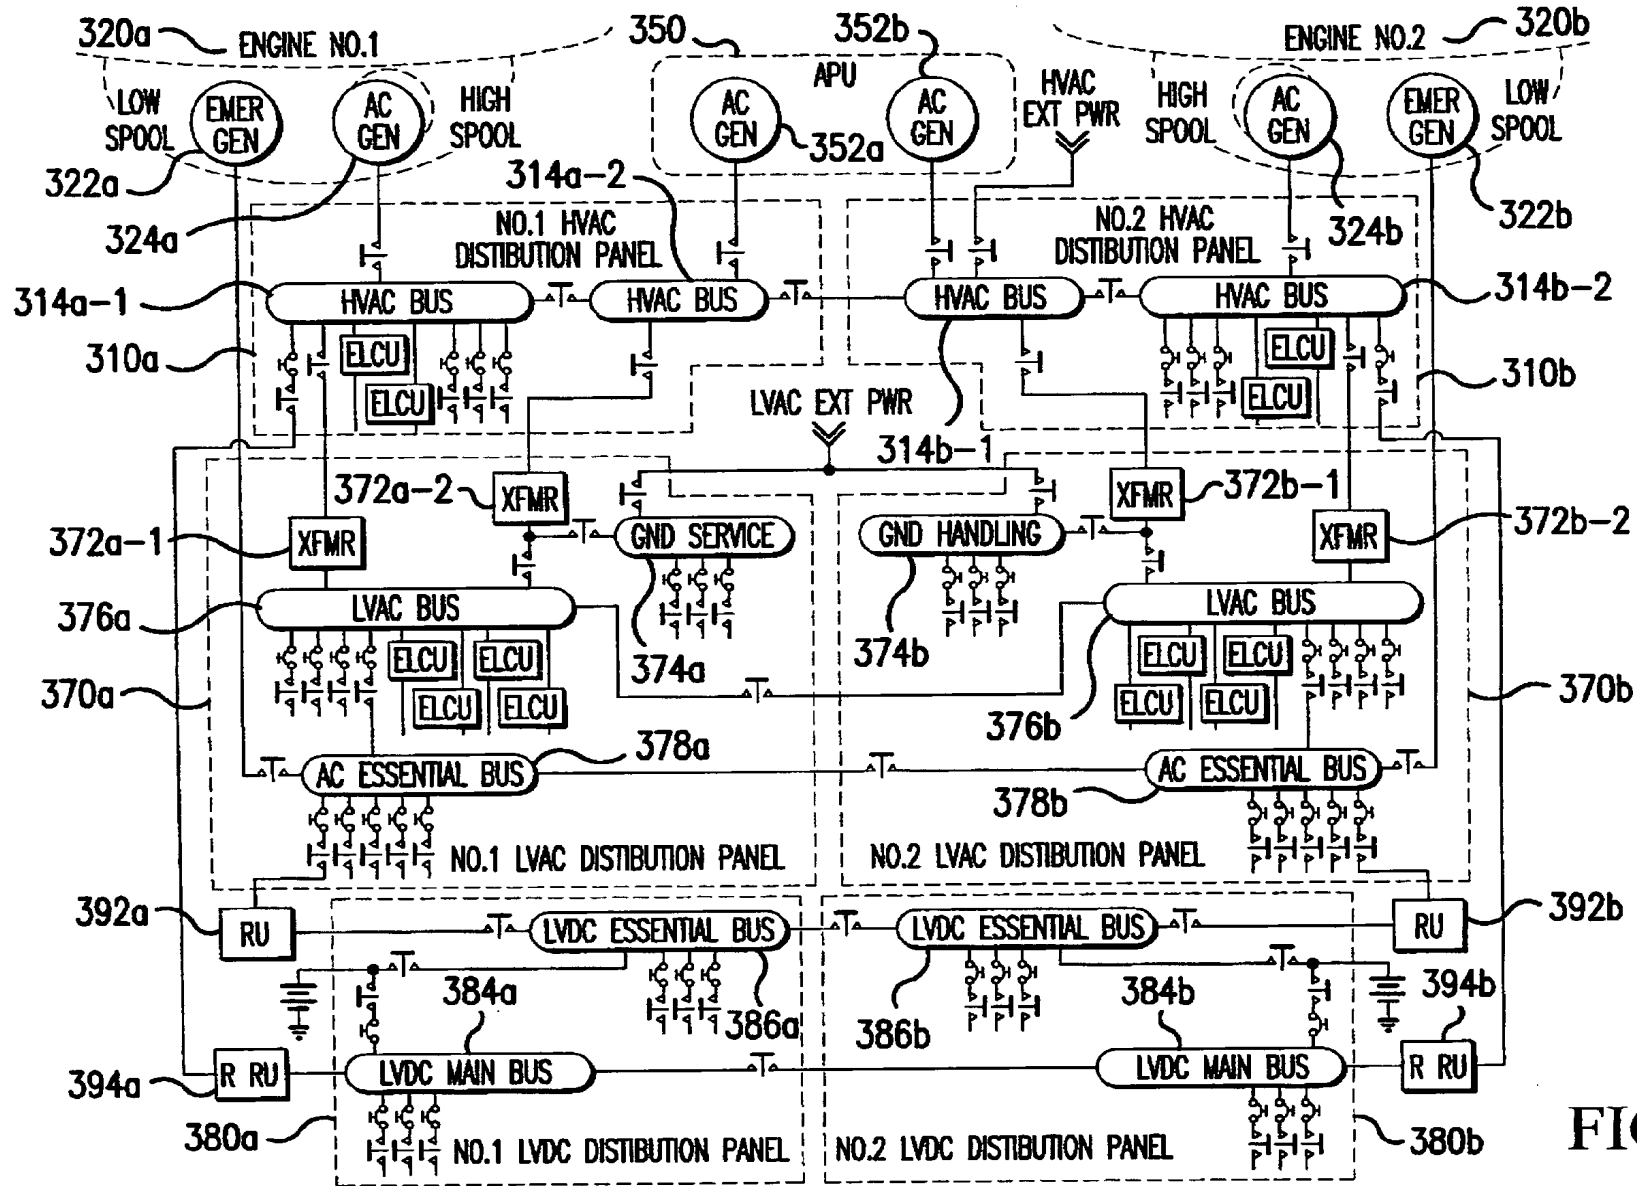 320a
ENGINE NO.1
350
352b
ENGINE NO.2
320b
APU
LOW
SPOOL
EMER
GEN
AC
GEN
HIGH
SPOOL
AC
GEN
AC
GEN
HVAC
EXT PWR
HIGH
SPOOL
AC
GEN
EMER
GEN
LOW
SPOOL
352a
322a
314a-2
324a
324b
322b
NO.1 HVAC
DISTIBUTION PANEL
NO.2 HVAC
DISTIBUTION PANEL
314a-1
HVAC BUS
HVAC BUS
HVAC BUS
HVAC BUS
314b-2
310a
ELCU
ELCU
ELCU
ELCU
310b
LVAC EXT PWR
314b-1
372a-2
XFMR
XFMR
372b-1
372a-1
XFMR
GND SERVICE
GND HANDLING
XFMR
372b-2
376a
LVAC BUS
LVAC BUS
374a
374b
ELCU
ELCU
ELCU
ELCU
ELCU
ELCU
ELCU
ELCU
370a
370b
376b
378a
AC ESSENTIAL BUS
AC ESSENTIAL BUS
378b
NO.1 LVAC DISTIBUTION PANEL
NO.2 LVAC DISTIBUTION PANEL
392a
RU
LVDC ESSENTIAL BUS
LVDC ESSENTIAL BUS
RU
392b
384a
386a
386b
384b
394b
394a
R RU
LVDC MAIN BUS
LVDC MAIN BUS
R RU
380a
NO.1 LVDC DISTIBUTION PANEL
NO.2 LVDC DISTIBUTION PANEL
380b